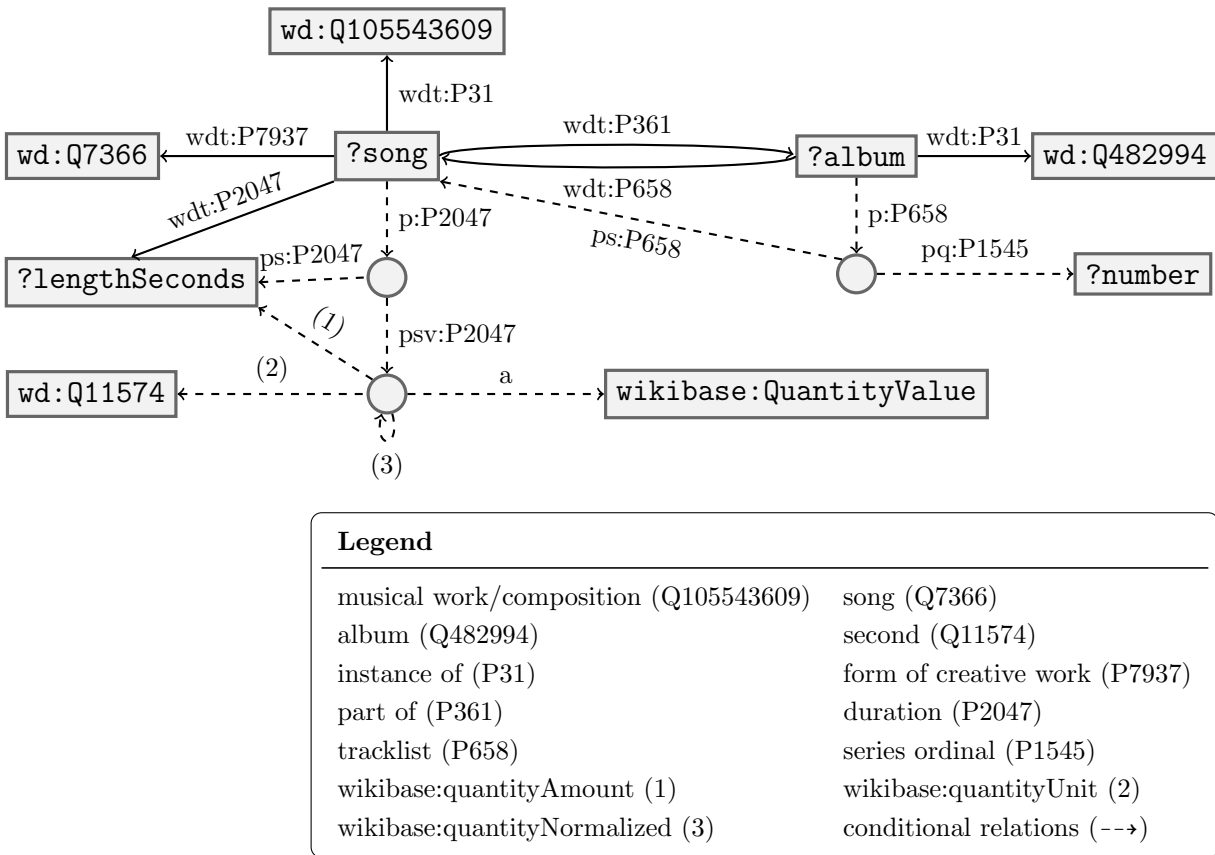 wd:Q105543609
wdt:P31
wdt:P361
wdt:P7937
wdt:P31
wd:Q7366
?song
?album
wd:Q482994
wdt:P2047
wdt:P658
p:P2047
p:P658
ps:P658
ps:P2047
pq:P1545
?lengthSeconds
?number
(1)
psv:P2047
(2)
a
wd:Q11574
wikibase:QuantityValue
(3)
Legend
musical work/composition (Q105543609) song (Q7366)
album (Q482994) second (Q11574)
instance of (P31) form of creative work (P7937)
part of (P361) duration (P2047)
tracklist (P658) series ordinal (P1545)
wikibase:quantityAmount (1) wikibase:quantityUnit (2)
wikibase:quantityNormalized (3) conditional relations (--➔)